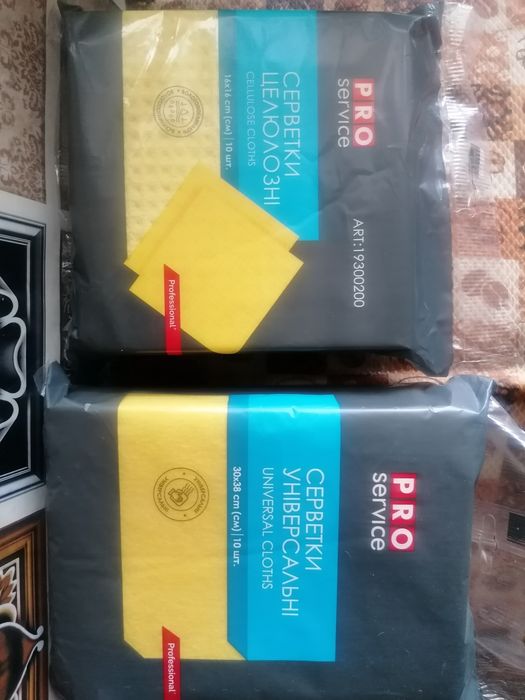 PRO
service
ART:19300200
СЕРВЕТКИ
ЦЕЛЮЛОЗНІ
CELLULOSE CLOTHS
16x16 cm (см) | 10 шт.
Professional
PRO
service
СЕРВЕТКИ
УНІВЕРСАЛЬНІ
UNIVERSAL CLOTHS
30x38 cm (см) | 10 шт.
Professional